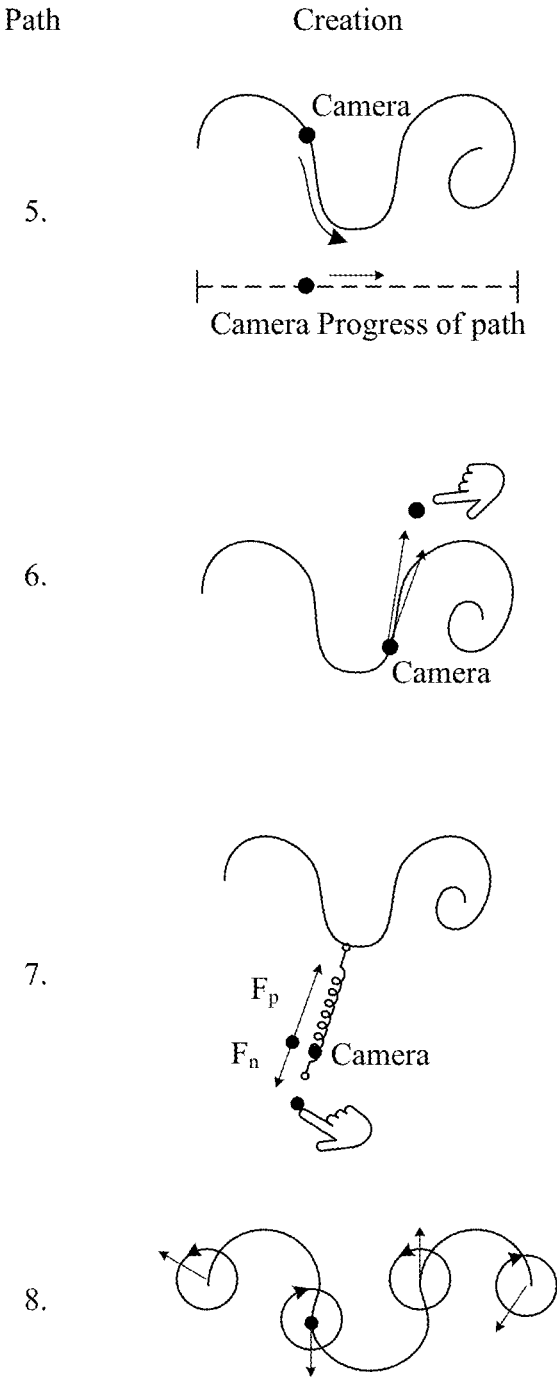 Path Creation
Camera
5.
Camera Progress of path
6.
Camera
7.
Fp
Fn Camera
8.